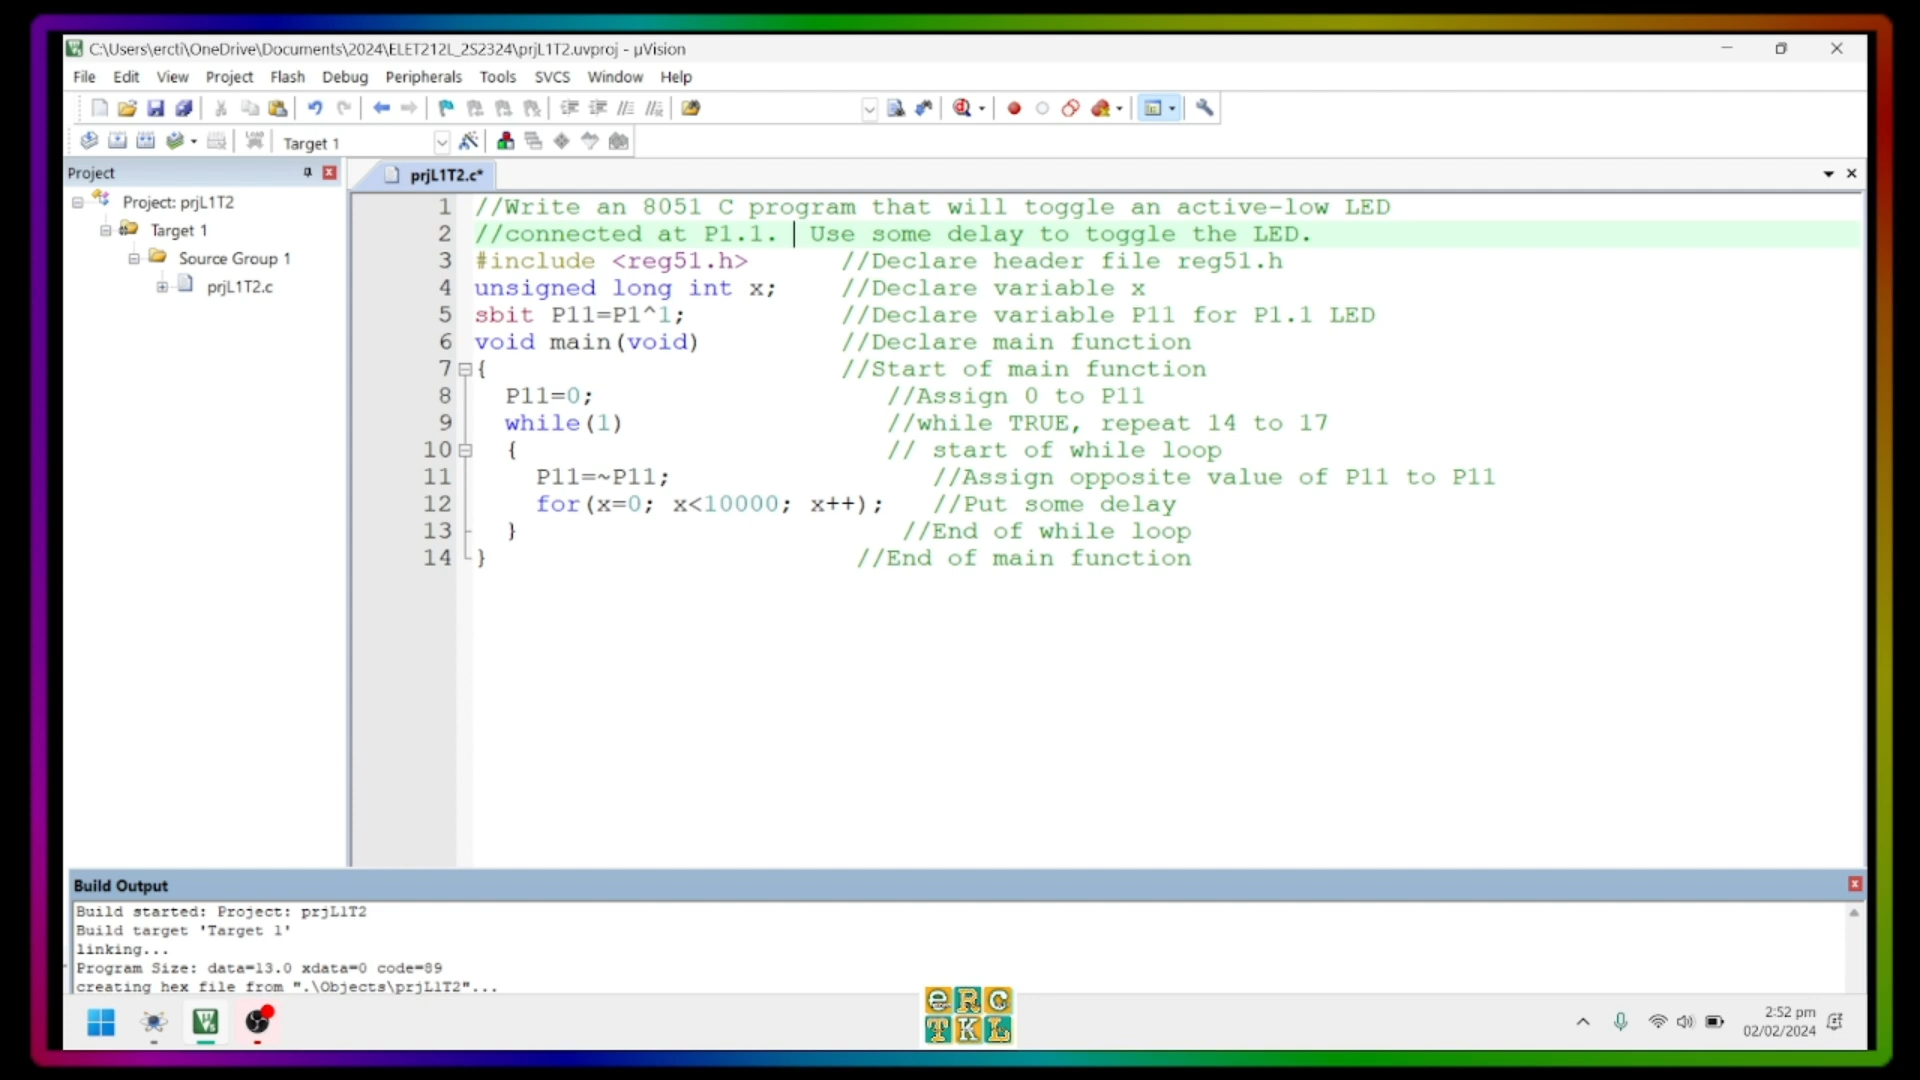 C:\Users\ercti\OneDrive\Documents\2024\ELET212L_2S2324\prjL1T2.uvproj - µVision
File Edit View Project Flash Debug Peripherals Tools SVCS Window Help
Target 1
Project
prjL1T2.c*
Project: prjL1T2
Target 1
Source Group 1
prjL1T2.c
1 //Write an 8051 C program that will toggle an active-low LED
2 //connected at P1.1. Use some delay to toggle the LED.
3 #include <reg51.h> //Declare header file reg51.h
4 unsigned long int x; //Declare variable x
5 sbit P11=P1^1; //Declare variable P11 for P1.1 LED
6 void main(void) //Declare main function
7 { //Start of main function
8 P11=0; //Assign 0 to P11
9 while(1) //while TRUE, repeat 14 to 17
10 { // start of while loop
11 P11=~P11; //Assign opposite value of P11 to P11
12 for(x=0; x<10000; x++); //Put some delay
13 } //End of while loop
14 } //End of main function
Build Output
Build started: Project: prjL1T2
Build target 'Target 1'
linking...
Program Size: data=13.0 xdata=0 code=89
creating hex file from ".\Objects\prjL1T2"...
eRC
TKL
2:52 pm
02/02/2024